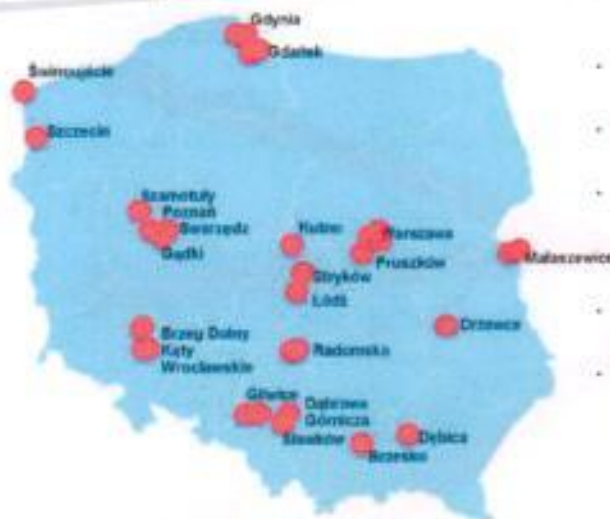 Gdynia
Gdańsk
Świnoujście
Szczecin
Szamotuły
Poznań
Swarzędz
Gądki
Kutno
Warszawa
Pruszków
Małaszewicze
Stryków
Łódź
Drzewce
Brzeg Dolny
Kąty
Wrocławskie
Radomsko
Gliwice
Dąbrowa
Górnicza
Sławków
Dębica
Brzesko